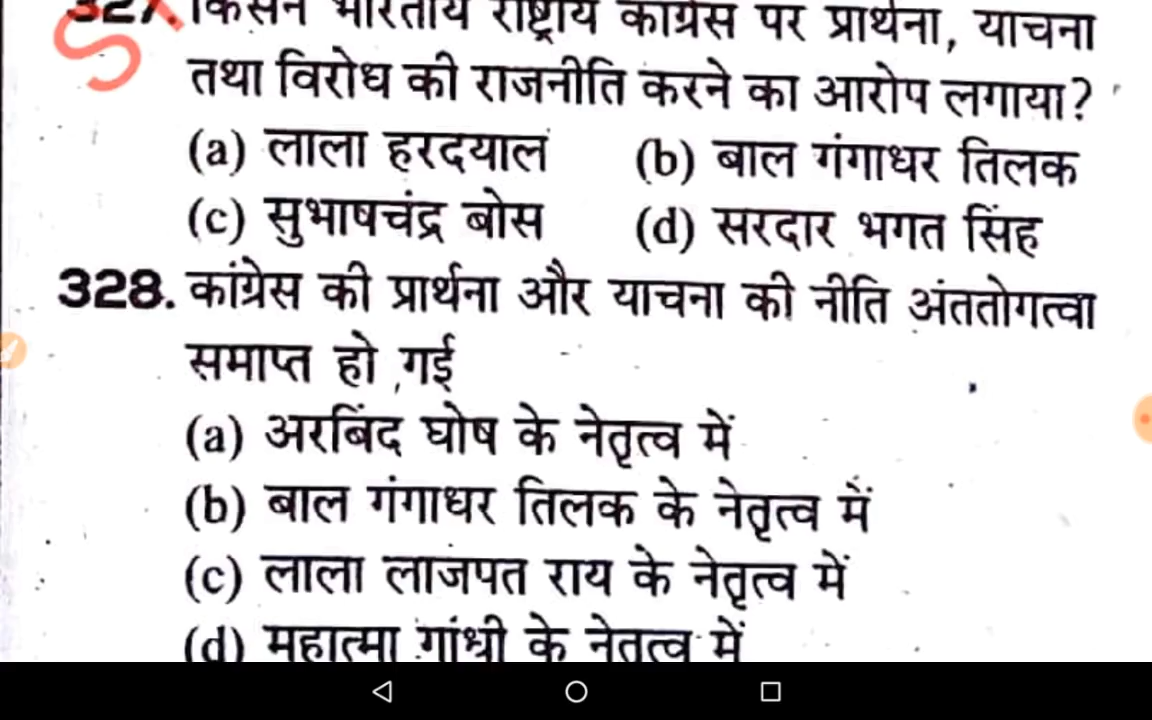 327. किसने भारतीय राष्ट्रीय कांग्रेस पर प्रार्थना, याचना
तथा विरोध की राजनीति करने का आरोप लगाया?
(a) लाला हरदयाल (b) बाल गंगाधर तिलक
(c) सुभाषचंद्र बोस (d) सरदार भगत सिंह
328. कांग्रेस की प्रार्थना और याचना की नीति अंततोगत्वा
समाप्त हो गई
(a) अरबिंद घोष के नेतृत्व में
(b) बाल गंगाधर तिलक के नेतृत्व में
(c) लाला लाजपत राय के नेतृत्व में
(d) महात्मा गांधी के नेतृत्व में